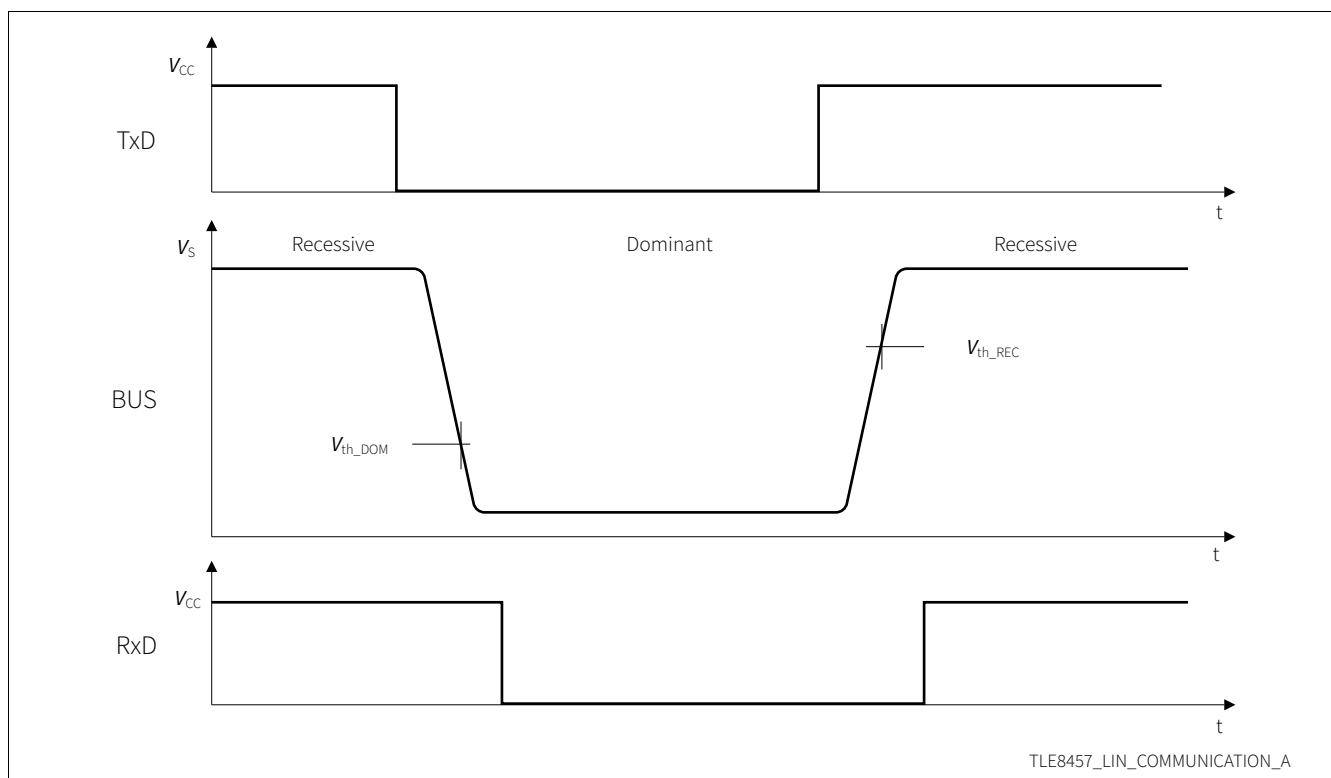 VCC
TxD
t
VS
Recessive
Dominant
Recessive
Vth_REC
BUS
Vth_DOM
t
VCC
RxD
t
TLE8457_LIN_COMMUNICATION_A